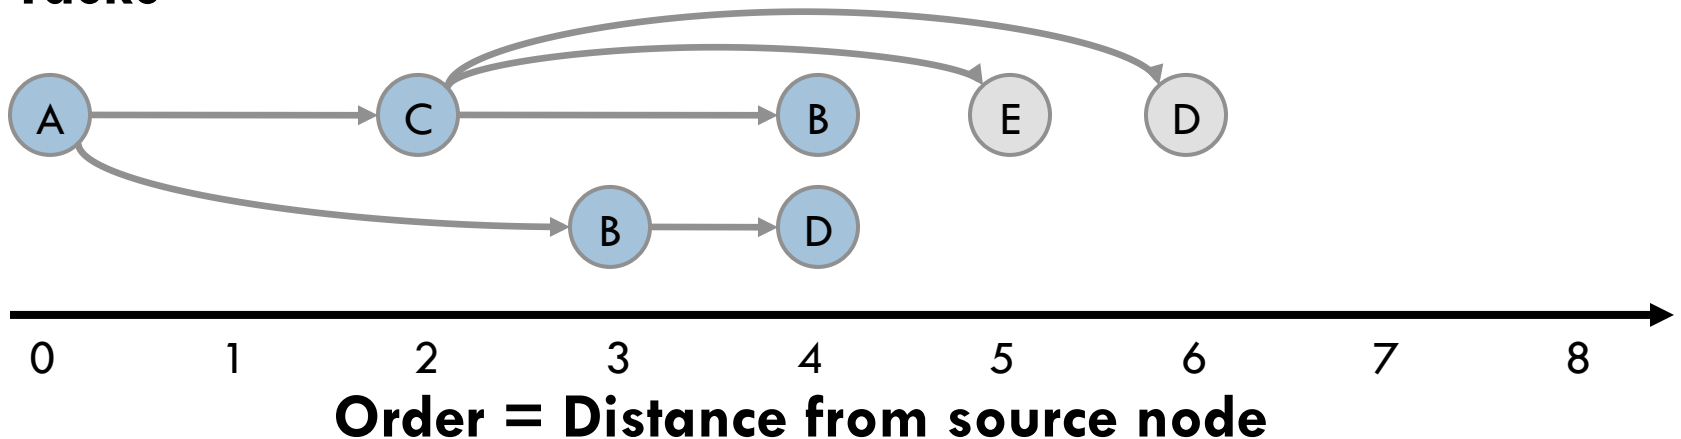 A C B E D
B D
0 1 2 3 4 5 6 7 8
Order = Distance from source node